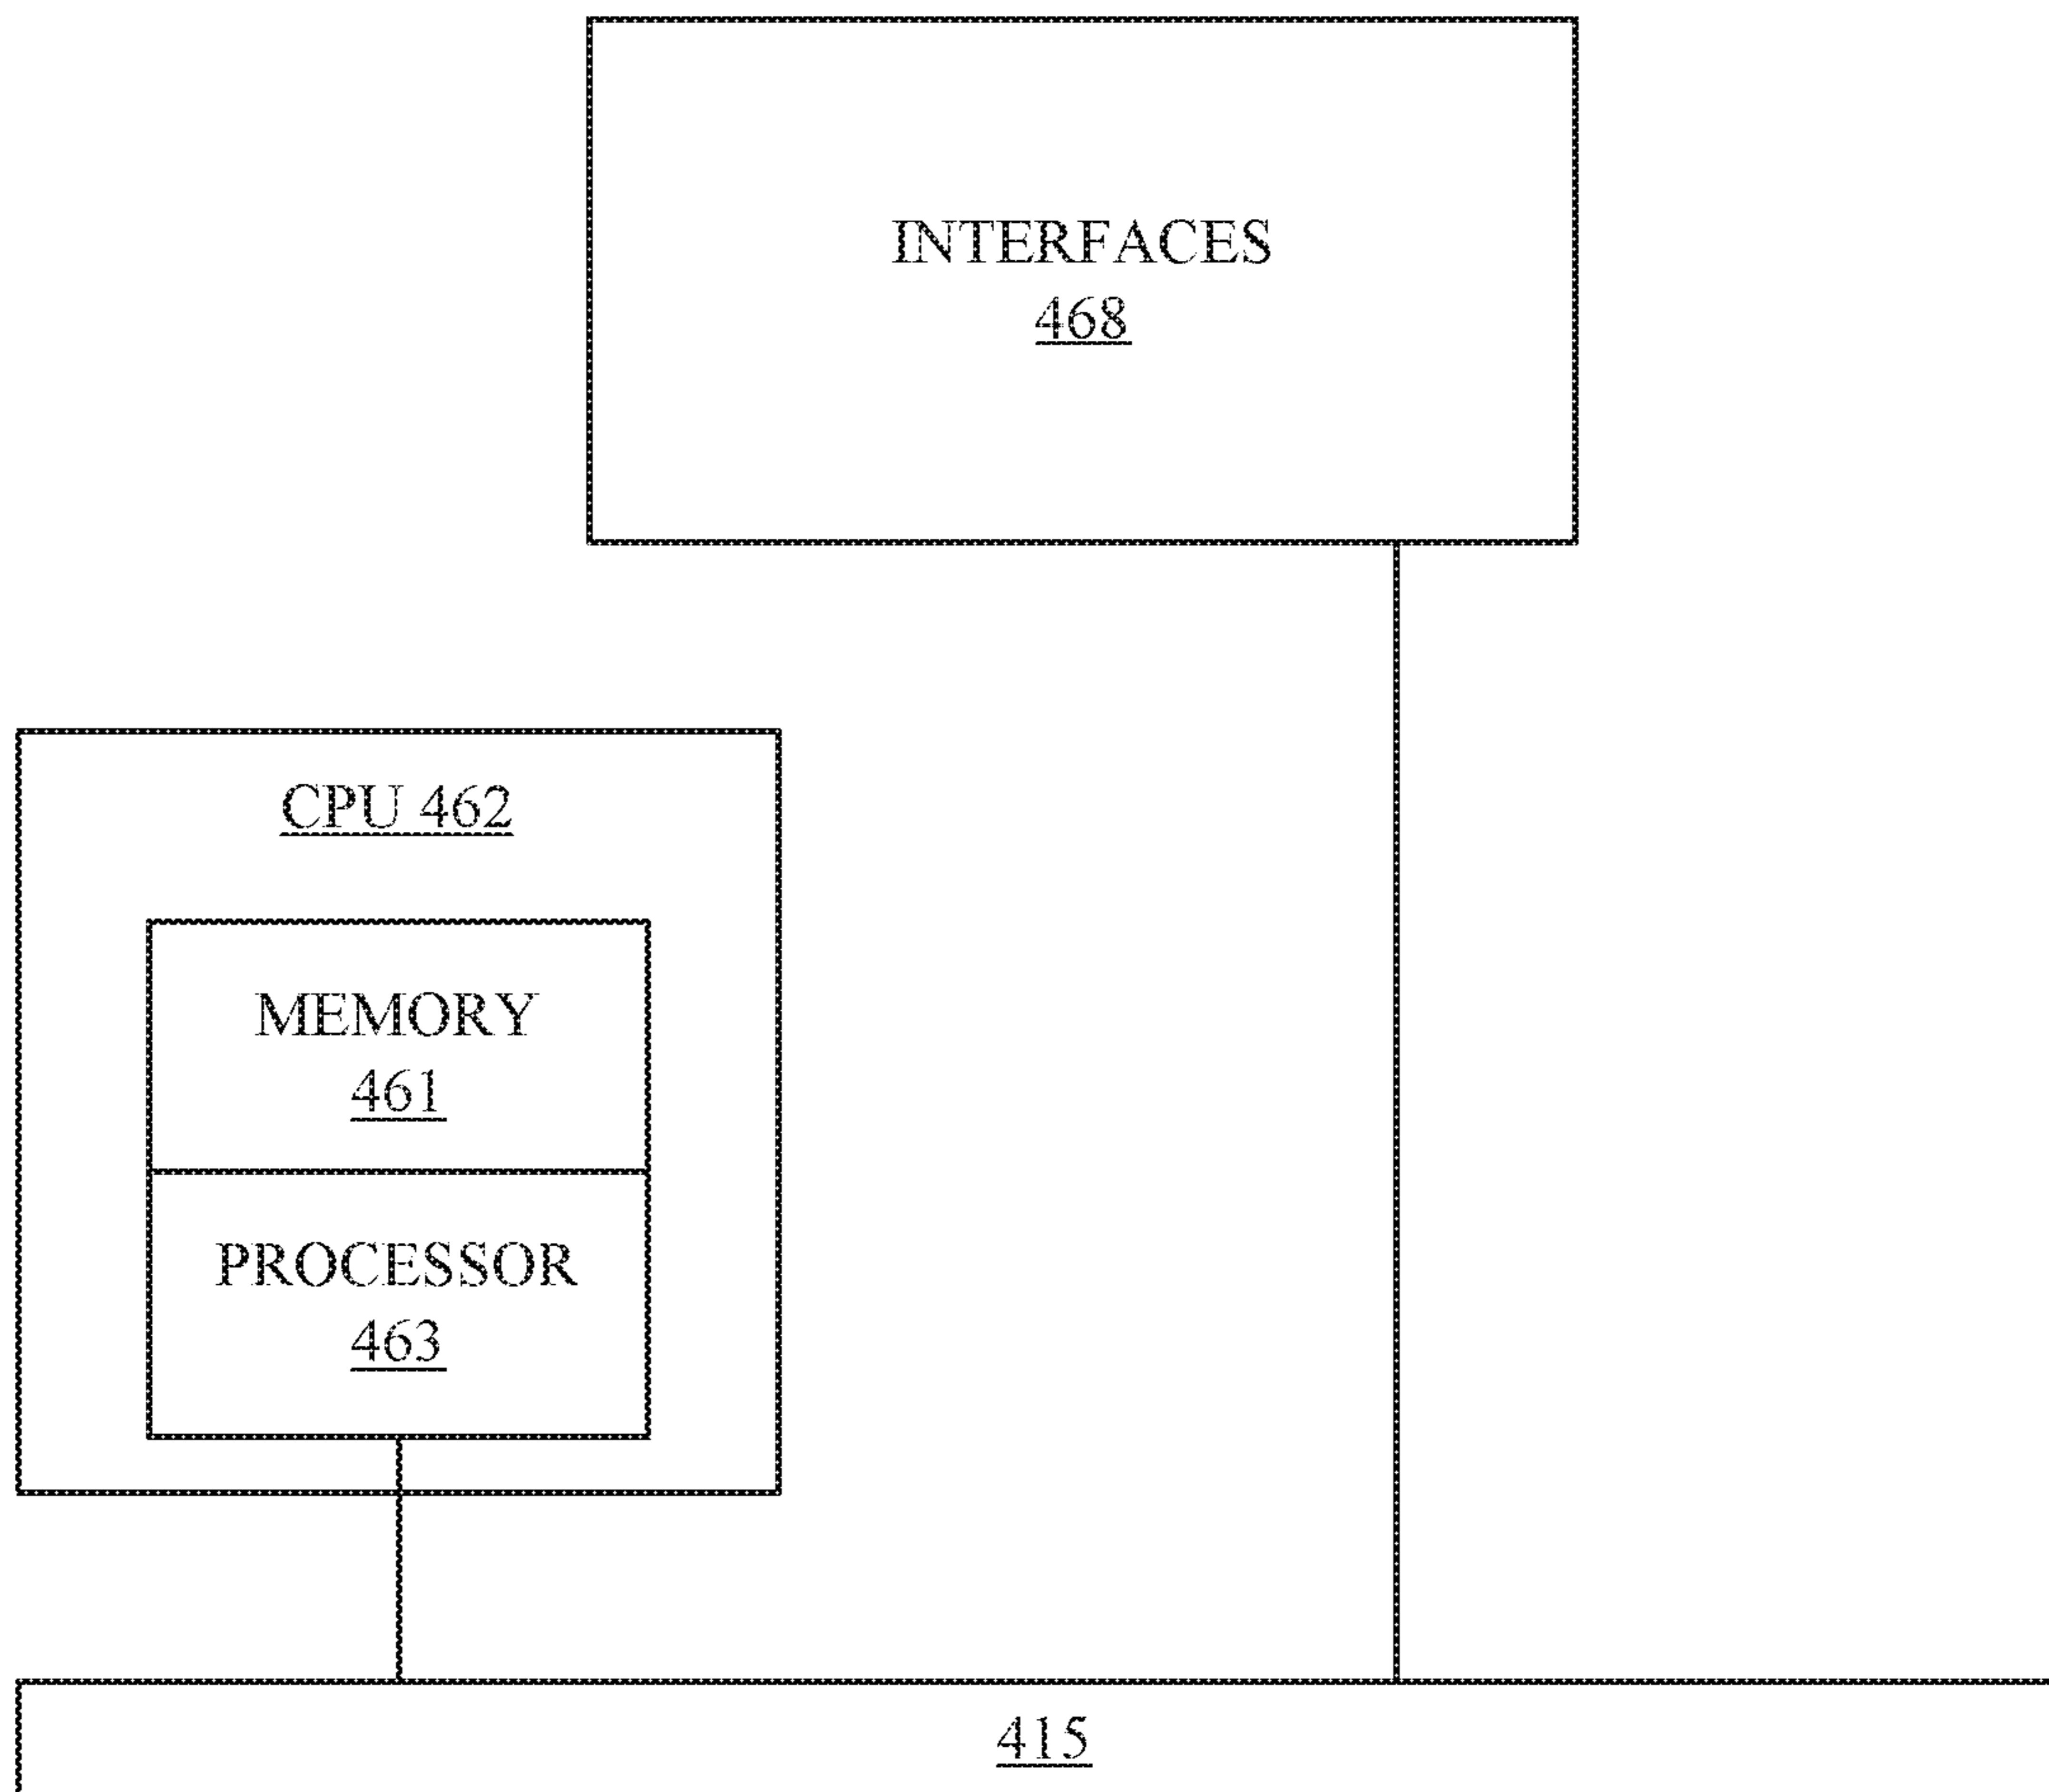 INTERFACES
468
CPU 462
MEMORY
461
PROCESSOR
463
415